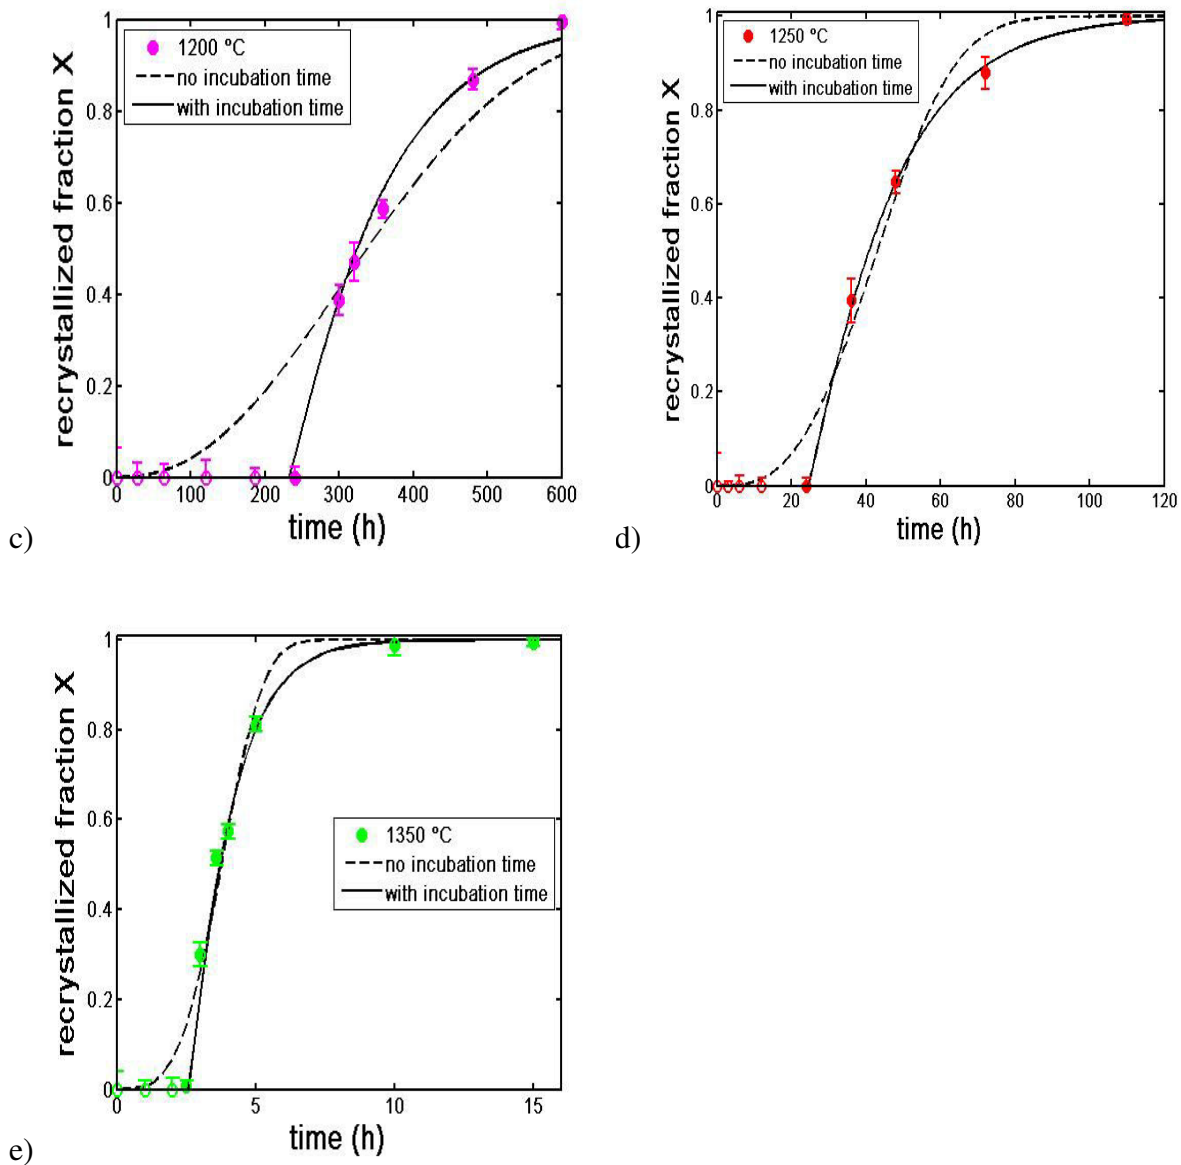 1200 °C
no incubation time
with incubation time
recrystallized fraction X
1
0.8
0.6
0.4
0.2
0
0 100 200 300 400 500 600
time (h)
c)
1250 °C
no incubation time
with incubation time
recrystallized fraction X
1
0.8
0.6
0.4
0.2
0
0 20 40 60 80 100 120
time (h)
d)
1350 °C
no incubation time
with incubation time
recrystallized fraction X
1
0.8
0.6
0.4
0.2
0
0 5 10 15
time (h)
e)